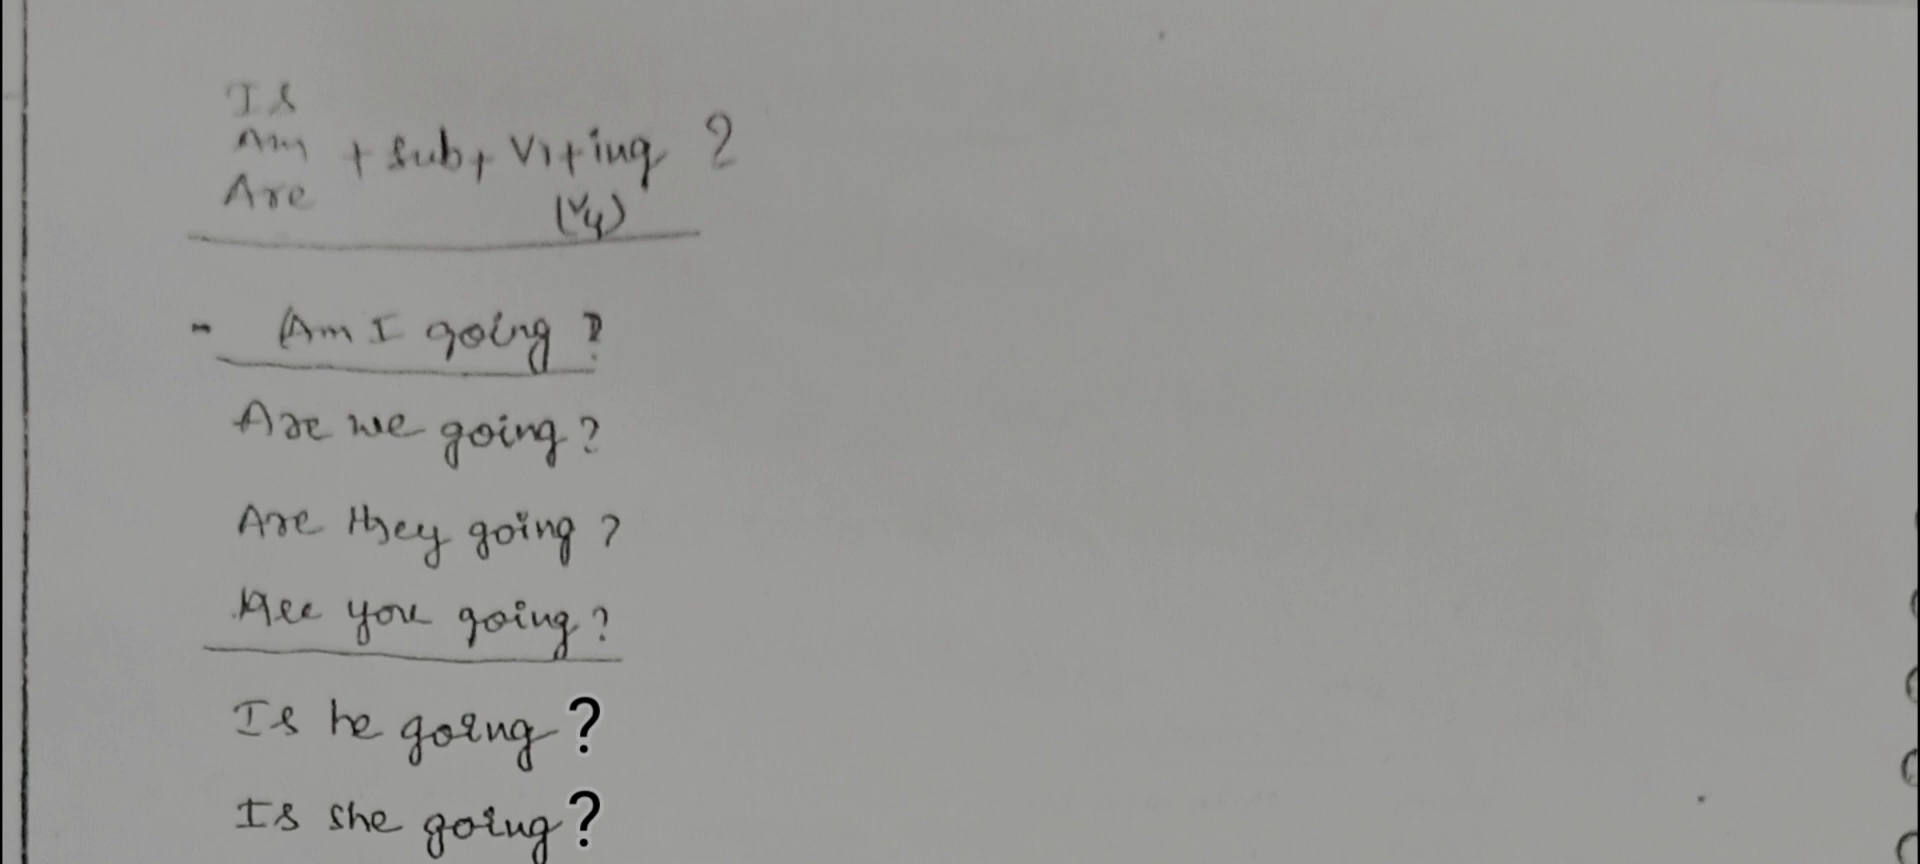 Is
Am + sub + V1+ing ?
Are
(V4)
- Am I going ?
Are we going ?
Are they going ?
Are you going ?
Is he going ?
Is she going ?